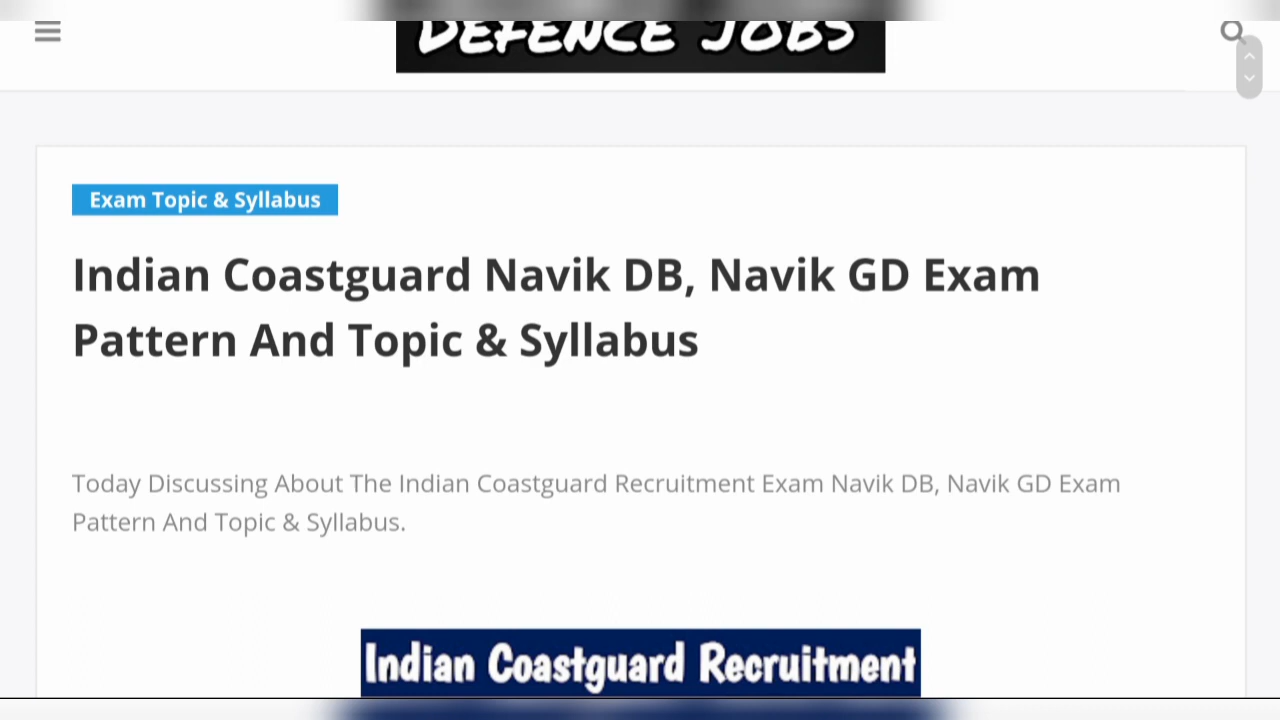 DEFENCE JOBS
Exam Topic & Syllabus
Indian Coastguard Navik DB, Navik GD Exam
Pattern And Topic & Syllabus
Today Discussing About The Indian Coastguard Recruitment Exam Navik DB, Navik GD Exam
Pattern And Topic & Syllabus.
Indian Coastguard Recruitment